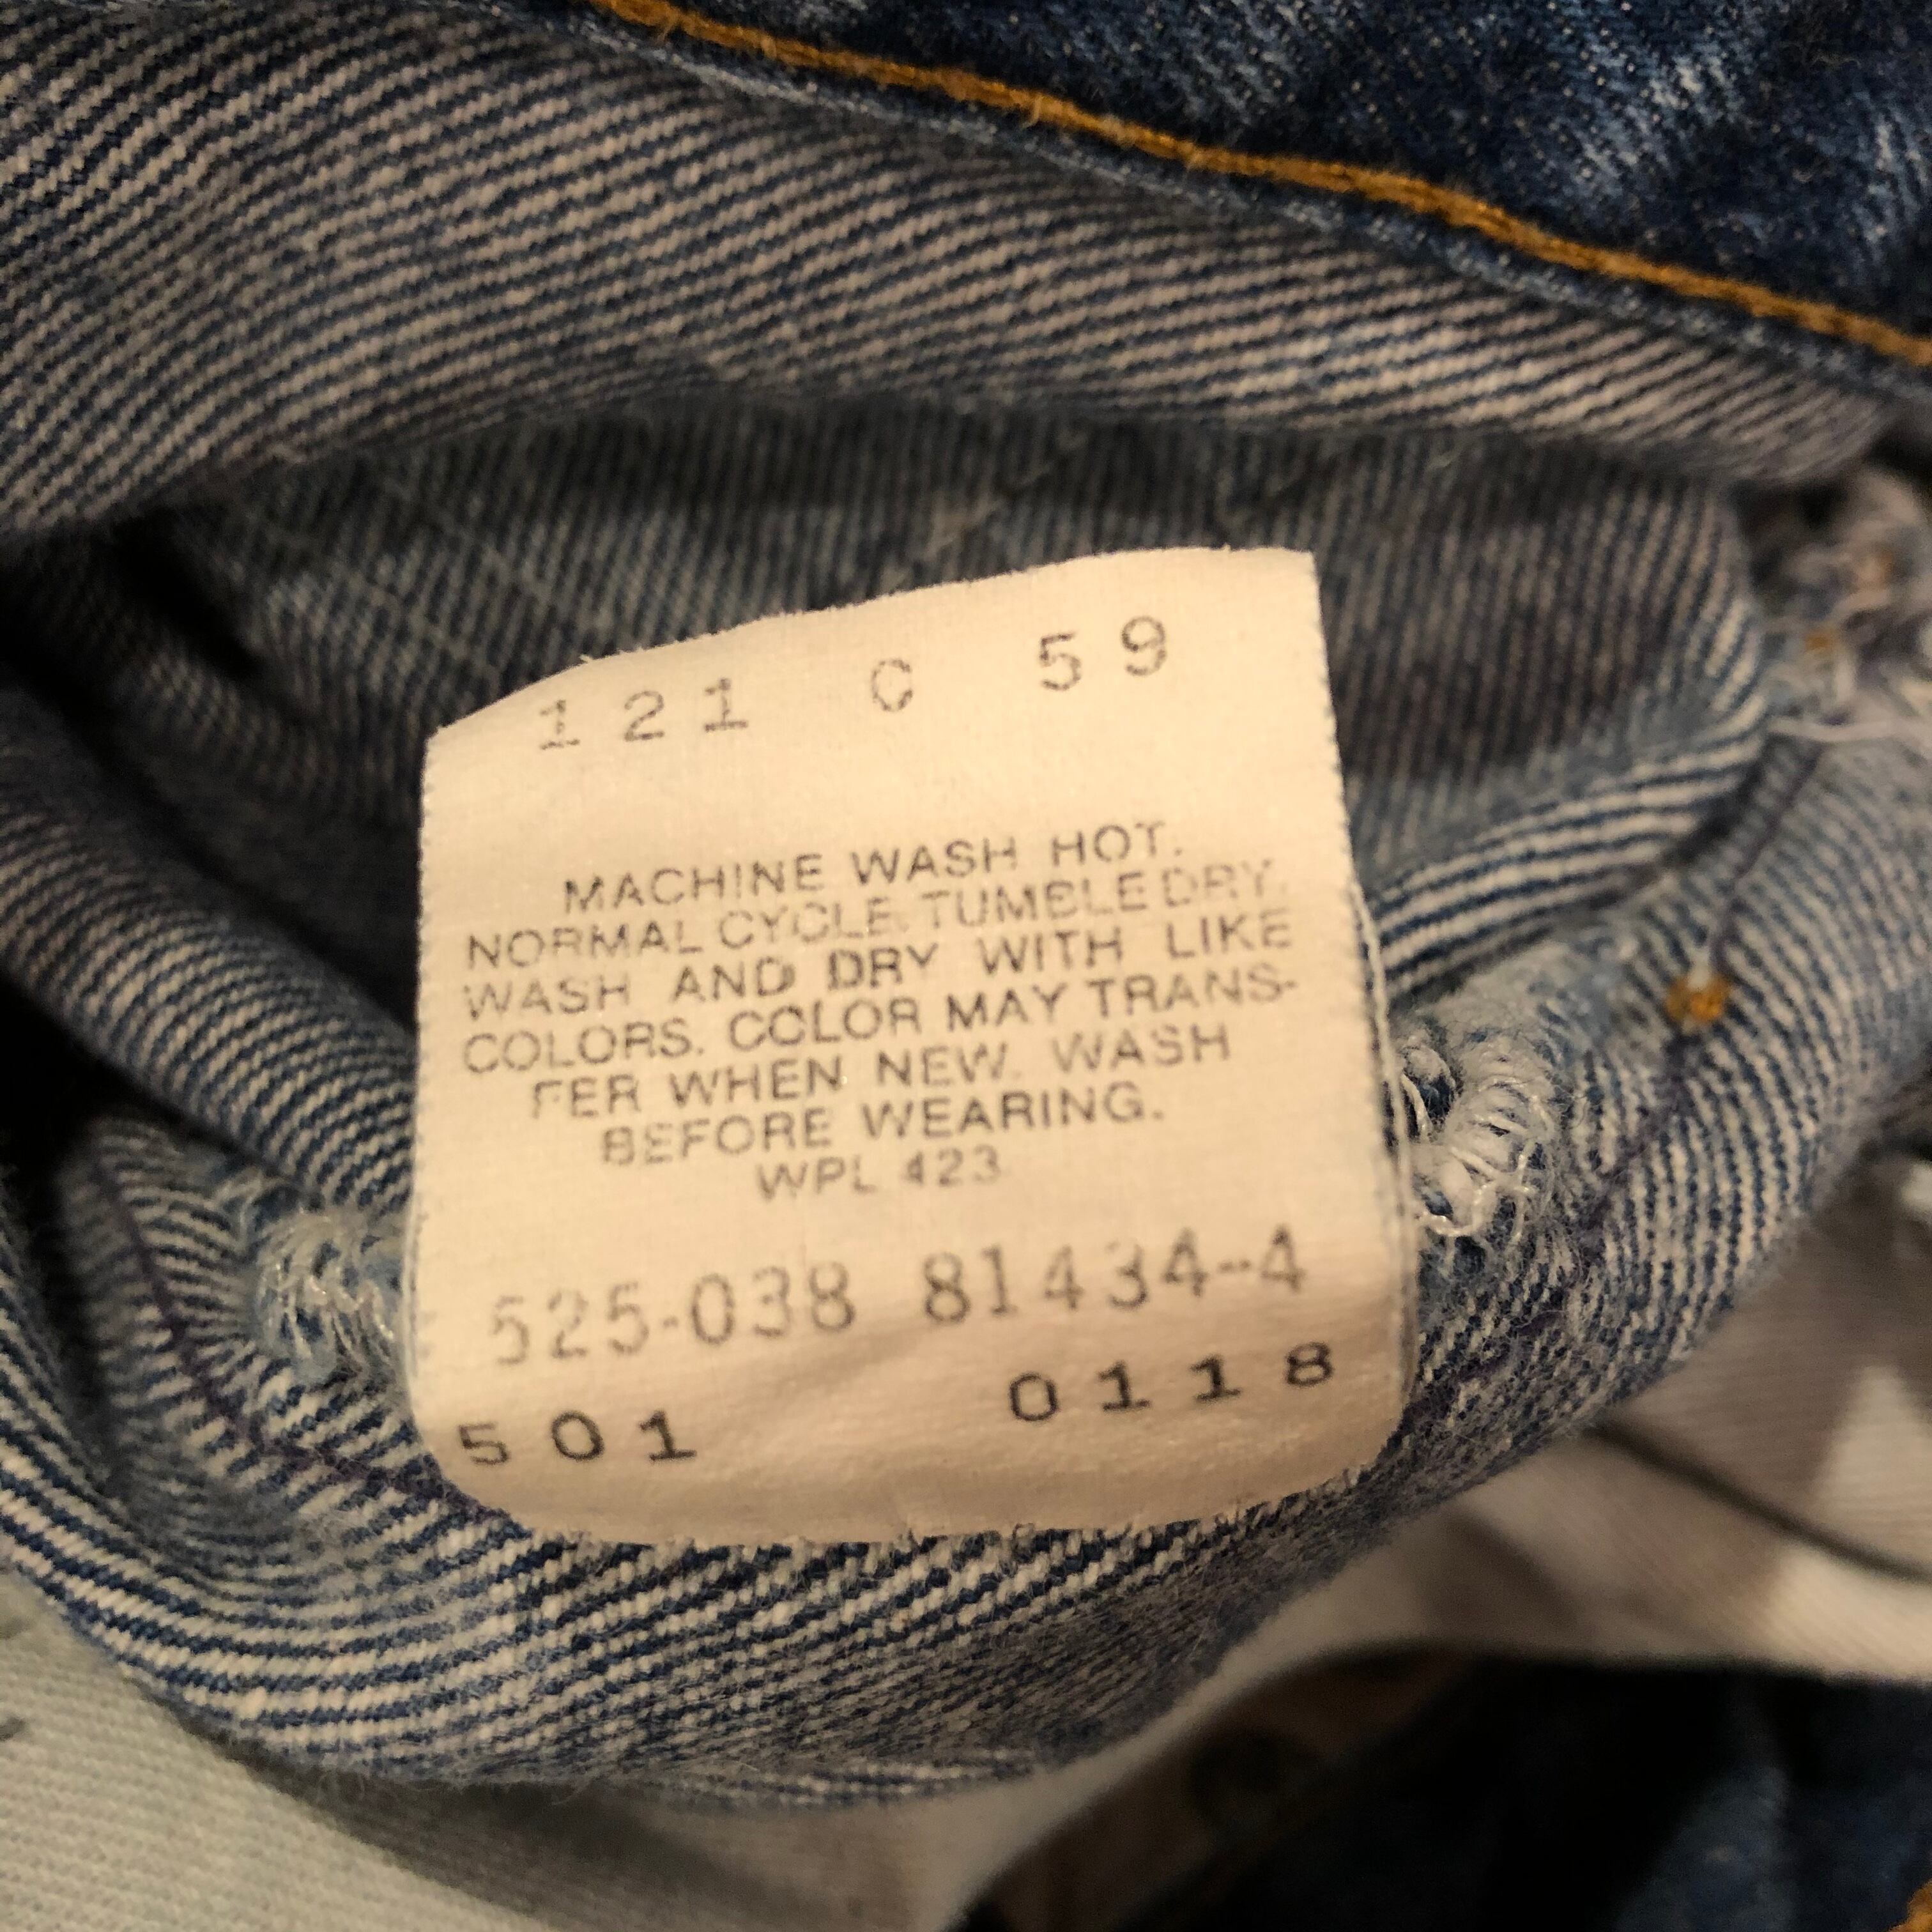 121 C 59
MACHINE WASH HOT.
NORMAL CYCLE. TUMBLE DRY.
WASH AND DRY WITH LIKE
COLORS. COLOR MAY TRANS-
FER WHEN NEW. WASH
BEFORE WEARING.
WPL 423
525-038 81434-4
501 0118